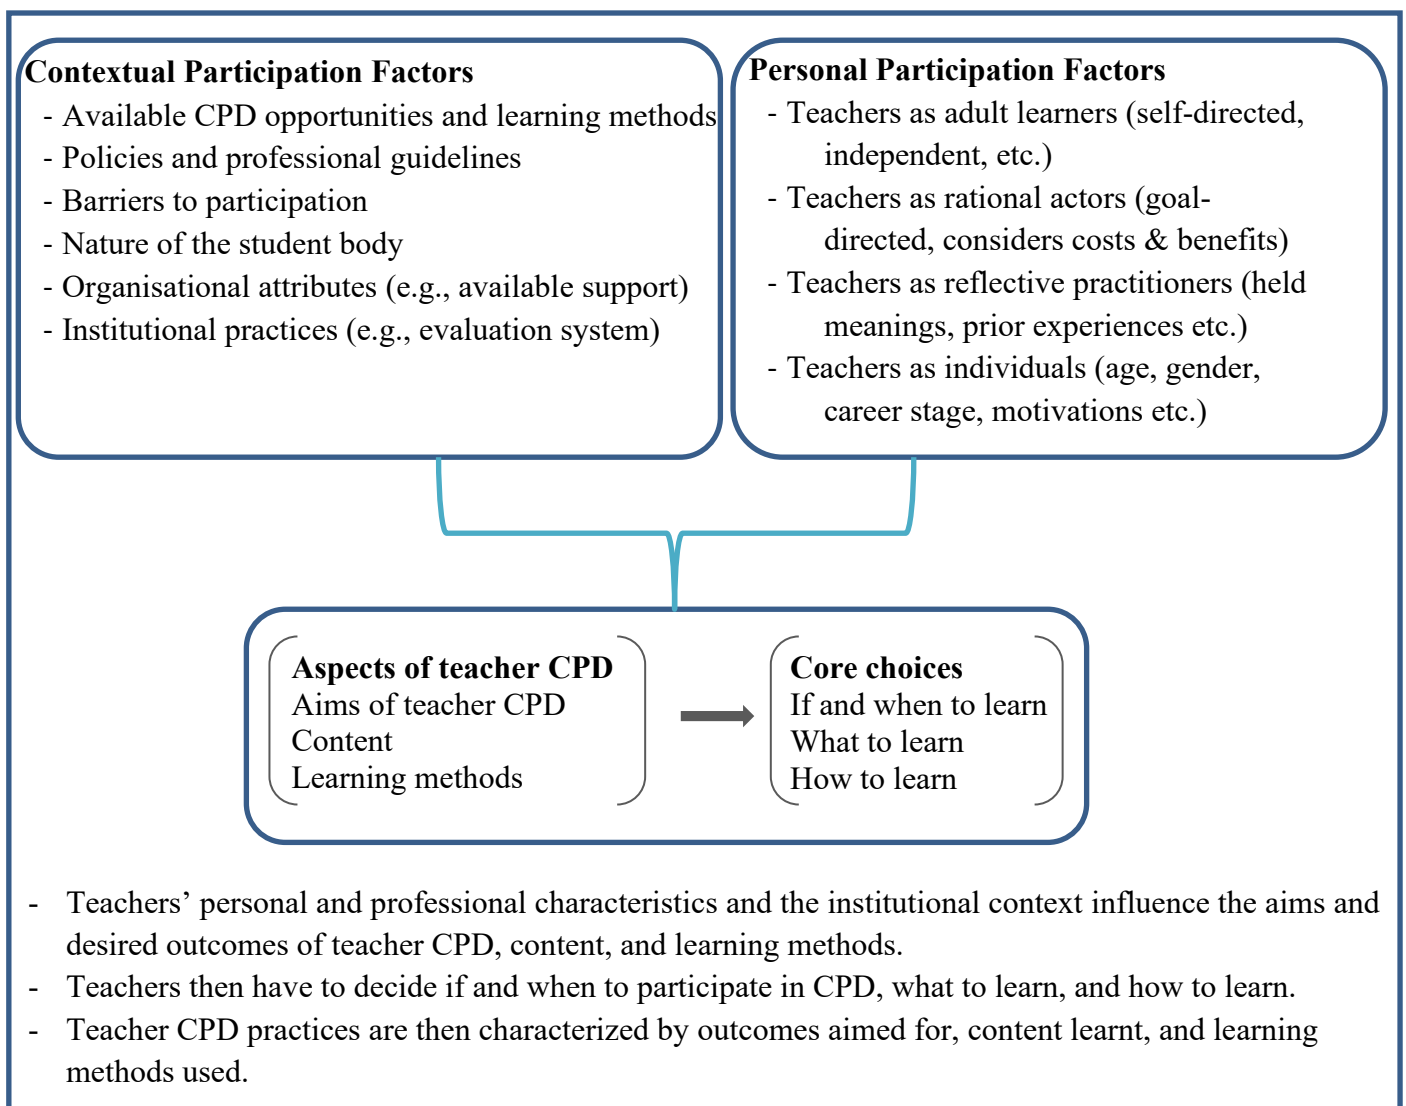 Contextual Participation Factors
- Available CPD opportunities and learning methods
- Policies and professional guidelines
- Barriers to participation
- Nature of the student body
- Organisational attributes (e.g., available support)
- Institutional practices (e.g., evaluation system)
Personal Participation Factors
- Teachers as adult learners (self-directed,
independent, etc.)
- Teachers as rational actors (goal-
directed, considers costs & benefits)
- Teachers as reflective practitioners (held
meanings, prior experiences etc.)
- Teachers as individuals (age, gender,
career stage, motivations etc.)
Aspects of teacher CPD
Aims of teacher CPD
Content
Learning methods
Core choices
If and when to learn
What to learn
How to learn
- Teachers’ personal and professional characteristics and the institutional context influence the aims and
desired outcomes of teacher CPD, content, and learning methods.
- Teachers then have to decide if and when to participate in CPD, what to learn, and how to learn.
- Teacher CPD practices are then characterized by outcomes aimed for, content learnt, and learning
methods used.